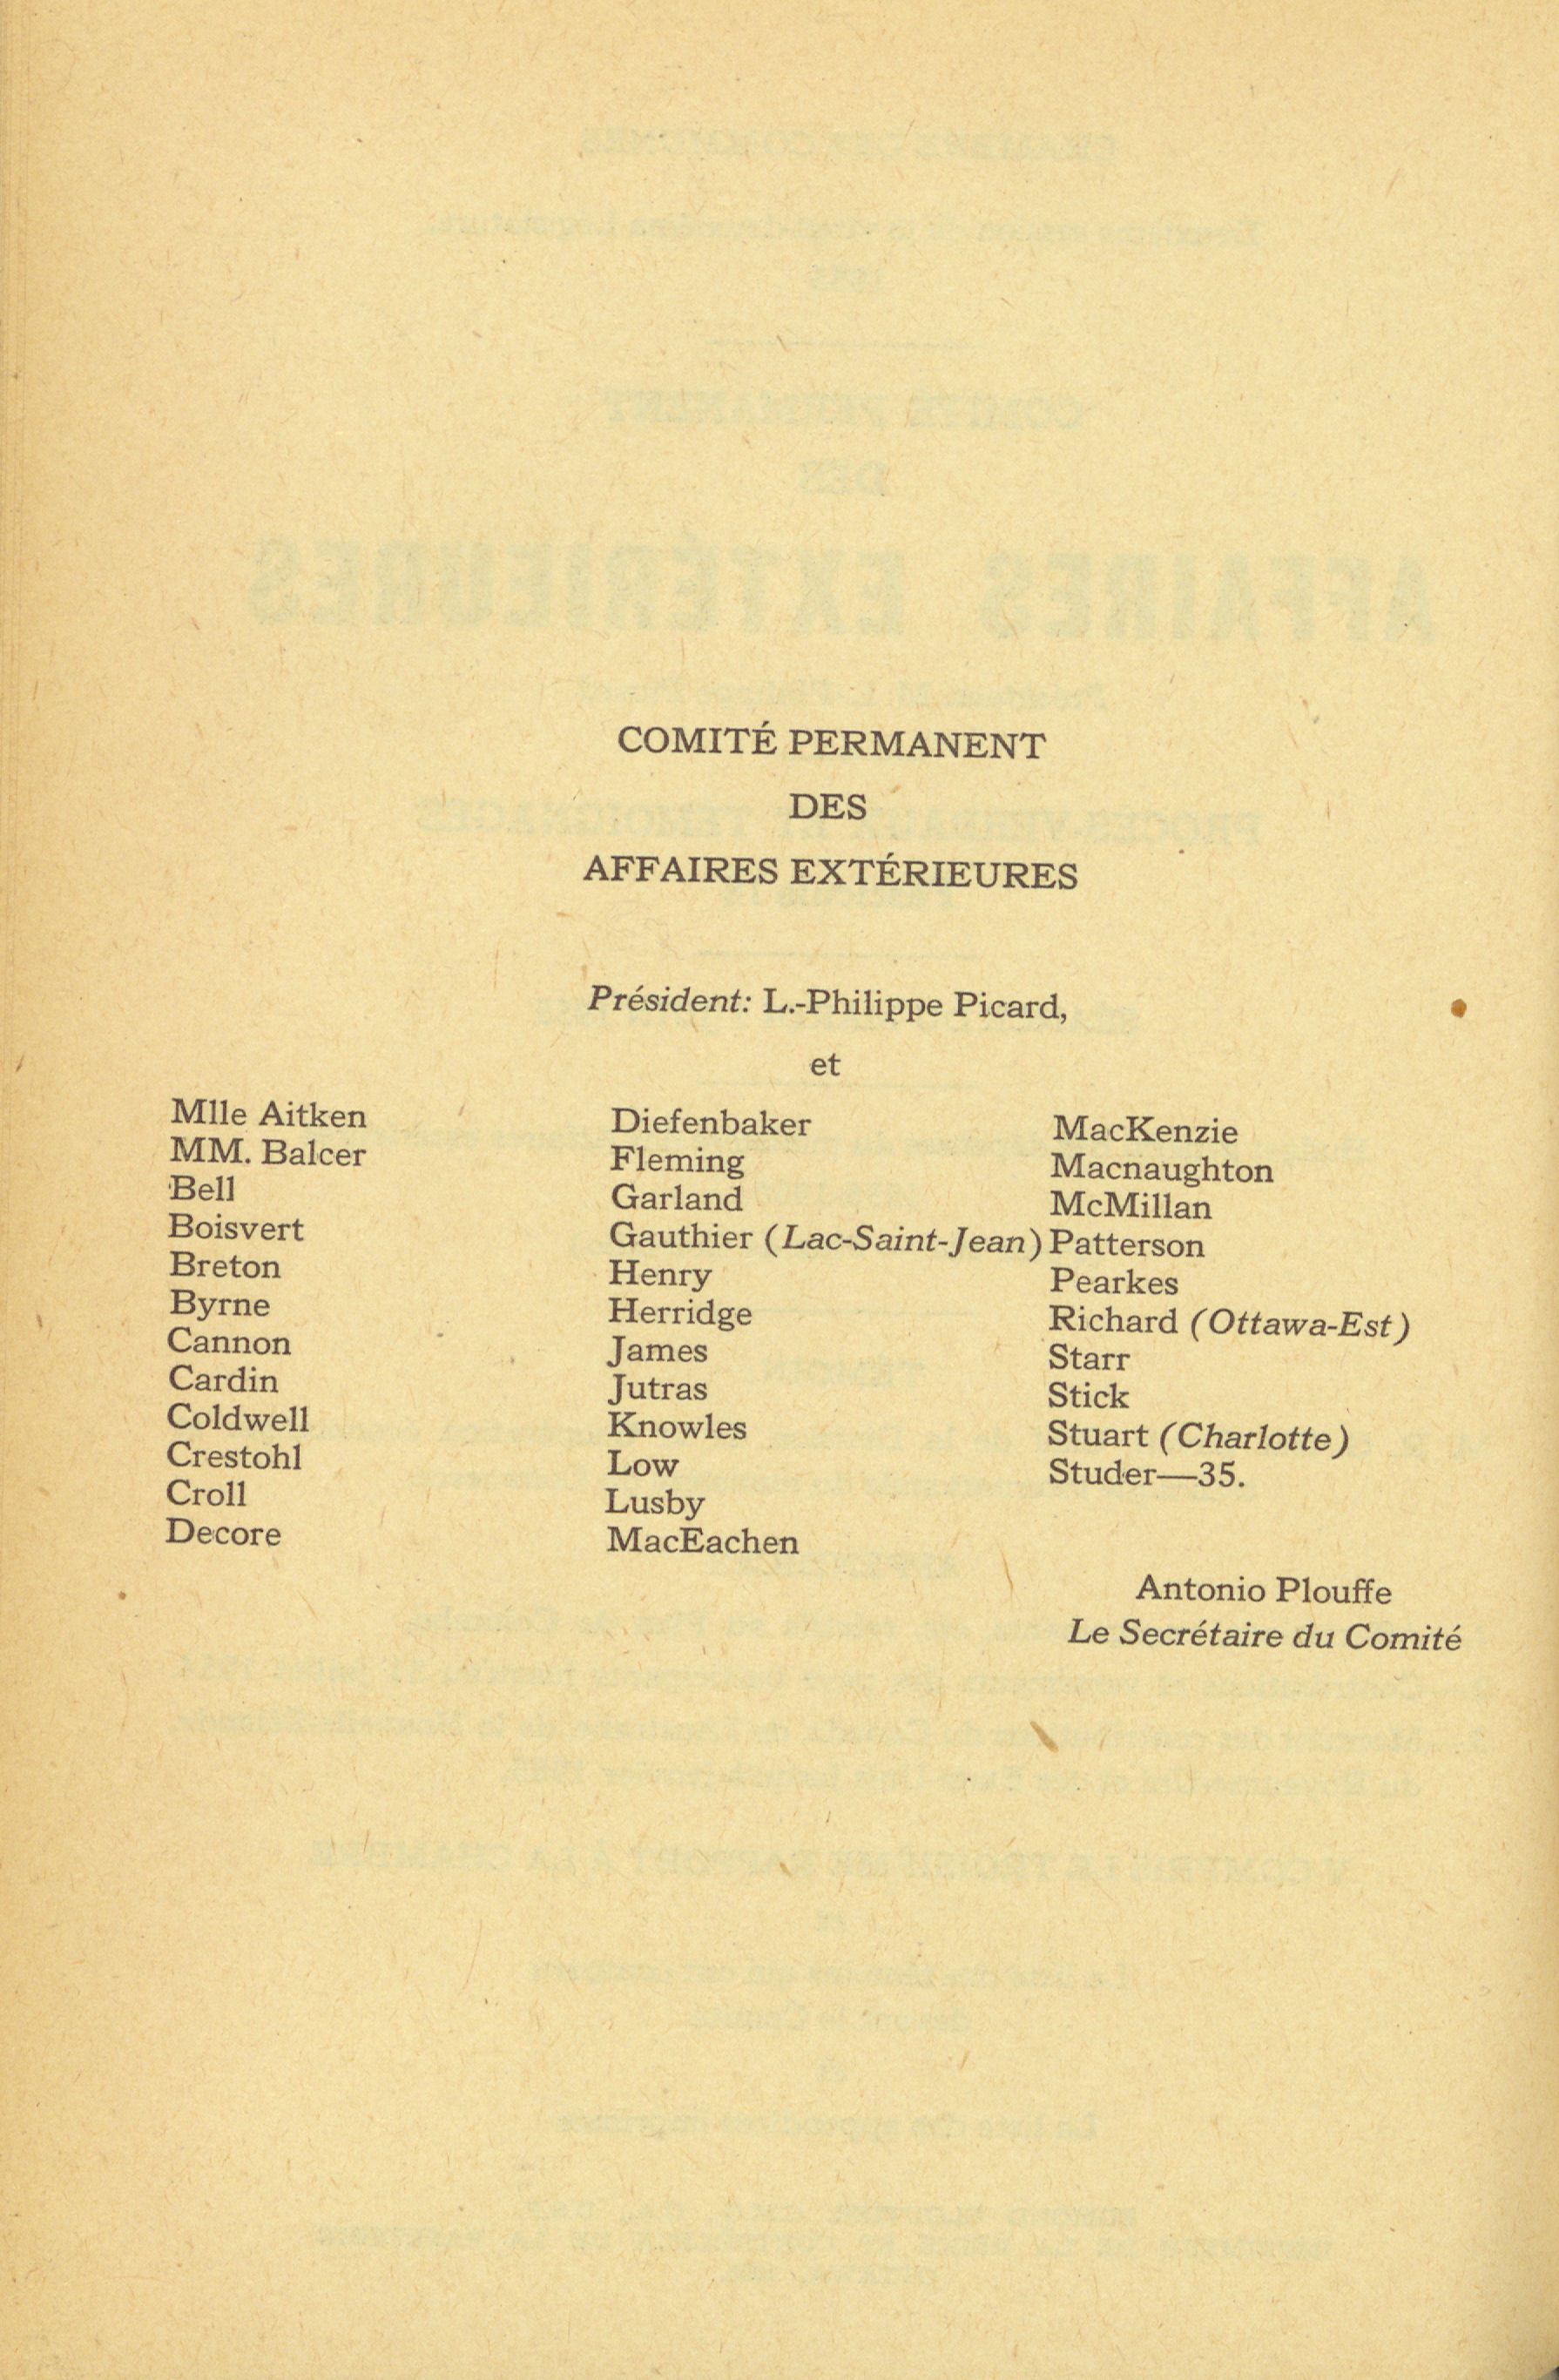 COMITÉ PERMANENT
DES
AFFAIRES EXTÉRIEURES
Président: L.-Philippe Picard,
et
Mlle Aitken
MM. Balcer
Bell
Boisvert
Breton
Byrne
Cannon
Cardin
Coldwell
Crestohl
Croll
Decore
Diefenbaker
Fleming
Garland
Gauthier (Lac-Saint-Jean)
Henry
Herridge
James
Jutras
Knowles
Low
Lusby
MacEachen
MacKenzie
Macnaughton
McMillan
Patterson
Pearkes
Richard (Ottawa-Est)
Starr
Stick
Stuart (Charlotte)
Studer—35.
Antonio Plouffe
Le Secrétaire du Comité